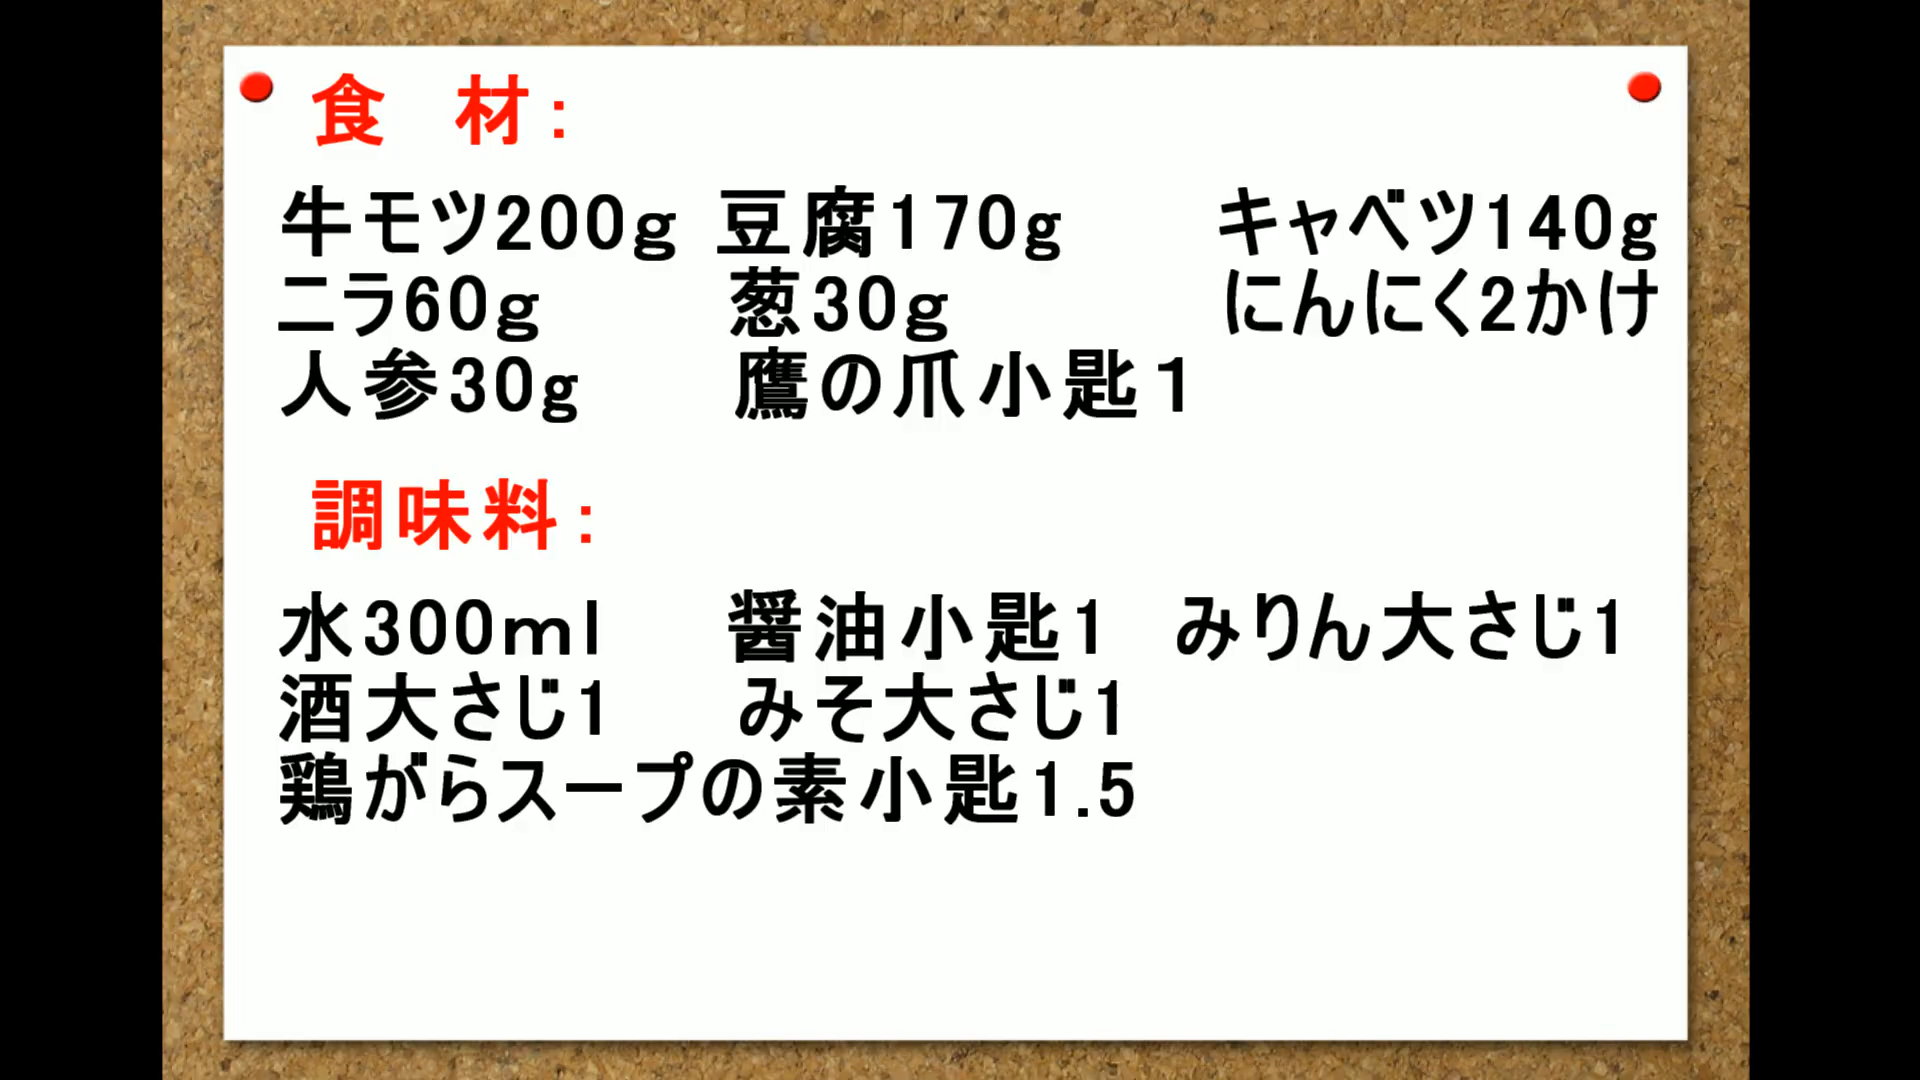 食　材：
牛モツ200g 豆腐170g キャベツ140g
ニラ60g 葱30g にんにく2かけ
人参30g 鷹の爪小匙1
調味料：
水300ml 醤油小匙1 みりん大さじ1
酒大さじ1 みそ大さじ1
鶏がらスープの素小匙1.5